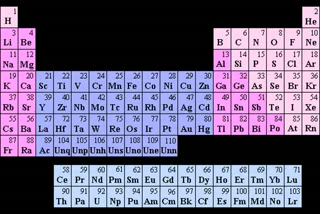 1 2
H He
3 4 5 6 7 8 9 10
Li Be B C N O F Ne
11 12 13 14 15 16 17 18
Na Mg Al Si P S Cl Ar
19 20 21 22 23 24 25 26 27 28 29 30 31 32 33 34 35 36
K Ca Sc Ti V Cr Mn Fe Co Ni Cu Zn Ga Ge As Se Br Kr
37 38 39 40 41 42 43 44 45 46 47 48 49 50 51 52 53 54
Rb Sr Y Zr Nb Mo Tc Ru Rh Pd Ag Cd In Sn Sb Te I Xe
55 56 57 72 73 74 75 76 77 78 79 80 81 82 83 84 85 86
Cs Ba La Hf Ta W Re Os Ir Pt Au Hg Tl Pb Bi Po At Rn
87 88 89 104 105 106 107 108 109 110
Fr Ra Ac Unq Unp Unh Uns Uno Une Unn
58 59 60 61 62 63 64 65 66 67 68 69 70 71
Ce Pr Nd Pm Sm Eu Gd Tb Dy Ho Er Tm Yb Lu
90 91 92 93 94 95 96 97 98 99 100 101 102 103
Th Pa U Np Pu Am Cm Bk Cf Es Fm Md No Lr